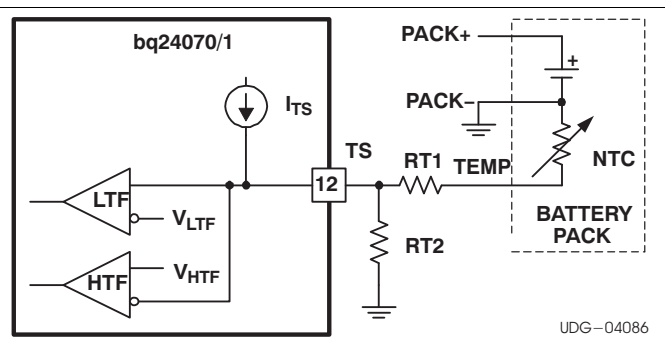 bq24070/1
PACK+
+
I_TS
PACK−
TS
RT1
TEMP
NTC
12
LTF
V_LTF
BATTERY
PACK
RT2
HTF
V_HTF
UDG−04086